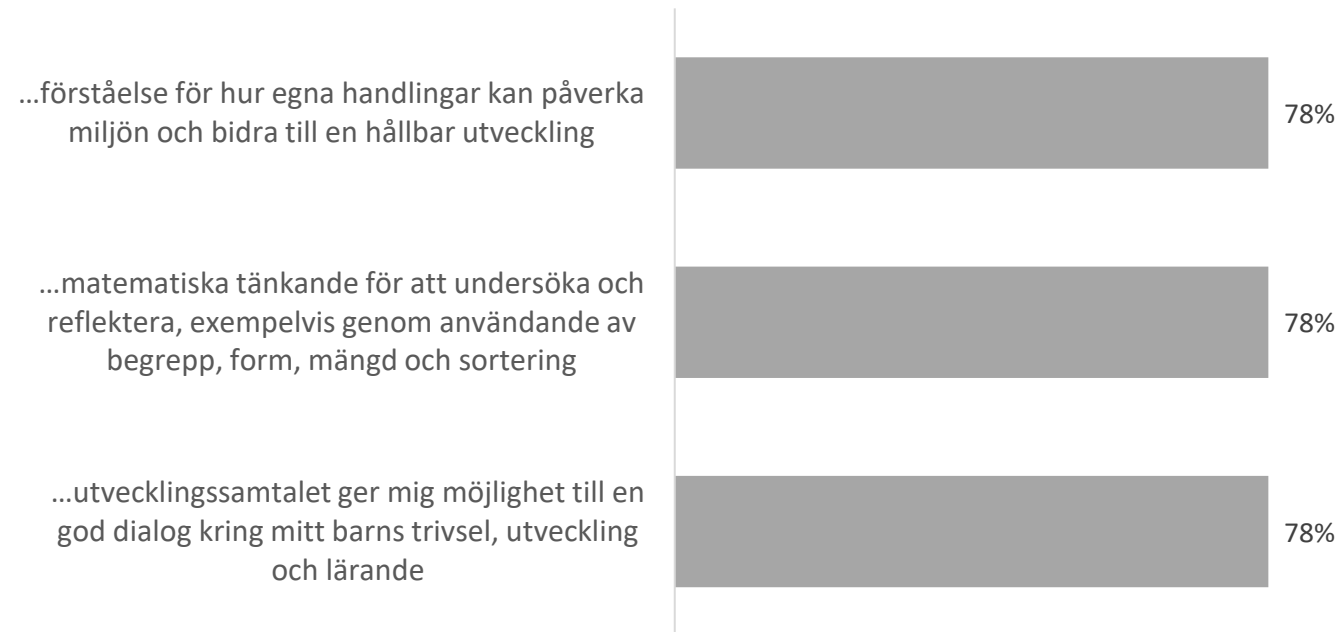 ...förståelse för hur egna handlingar kan påverka
miljön och bidra till en hållbar utveckling
78%
...matematiska tänkande för att undersöka och
reflektera, exempelvis genom användande av
begrepp, form, mängd och sortering
78%
...utvecklingssamtalet ger mig möjlighet till en
god dialog kring mitt barns trivsel, utveckling
och lärande
78%